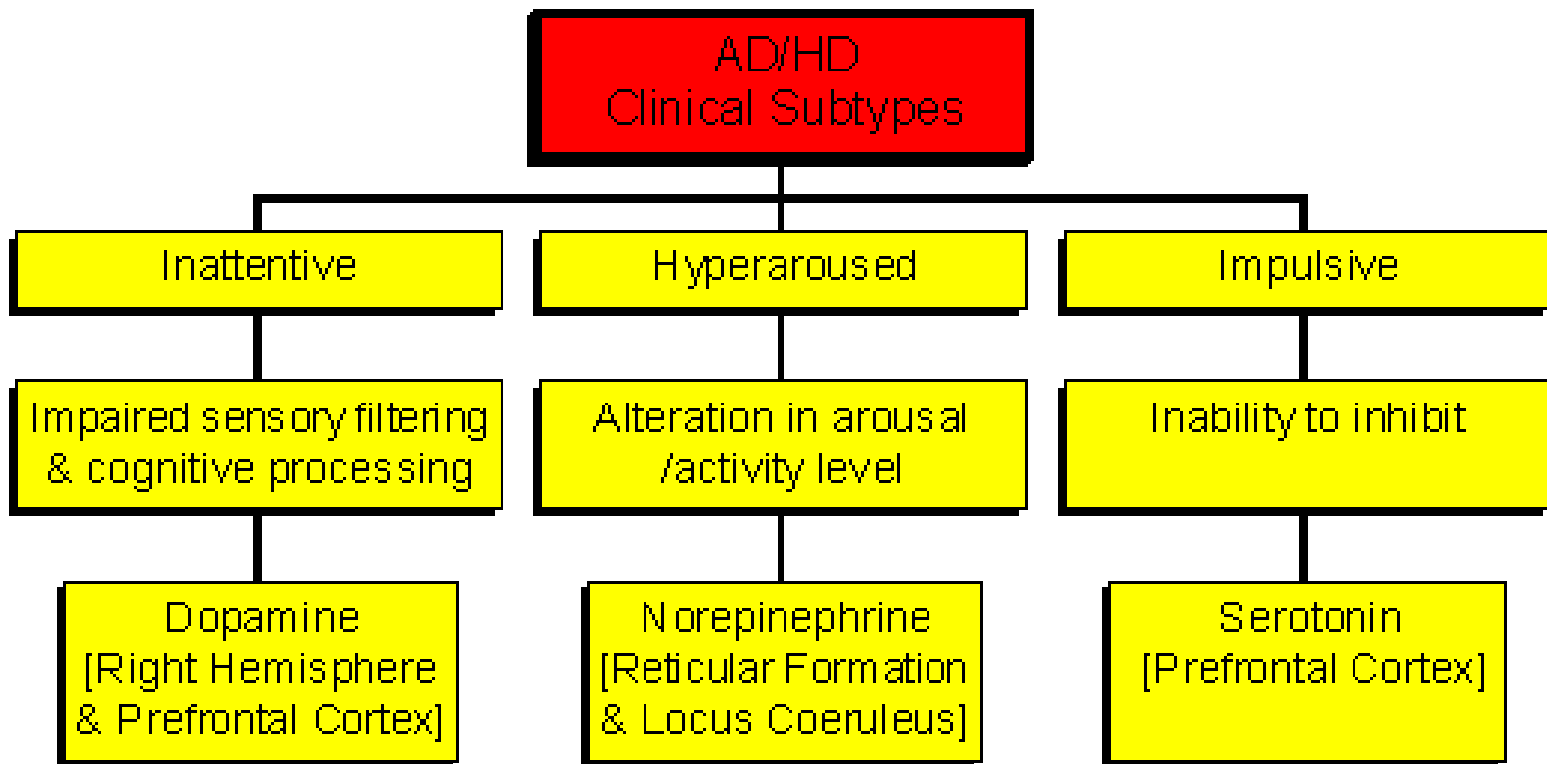 AD/HD
Clinical Subtypes
Inattentive
Hyperaroused
Impulsive
Impaired sensory filtering
& cognitive processing
Alteration in arousal
/activity level
Inability to inhibit
Dopamine
[Right Hemisphere
& Prefrontal Cortex]
Norepinephrine
[Reticular Formation
& Locus Coeruleus]
Serotonin
[Prefrontal Cortex]